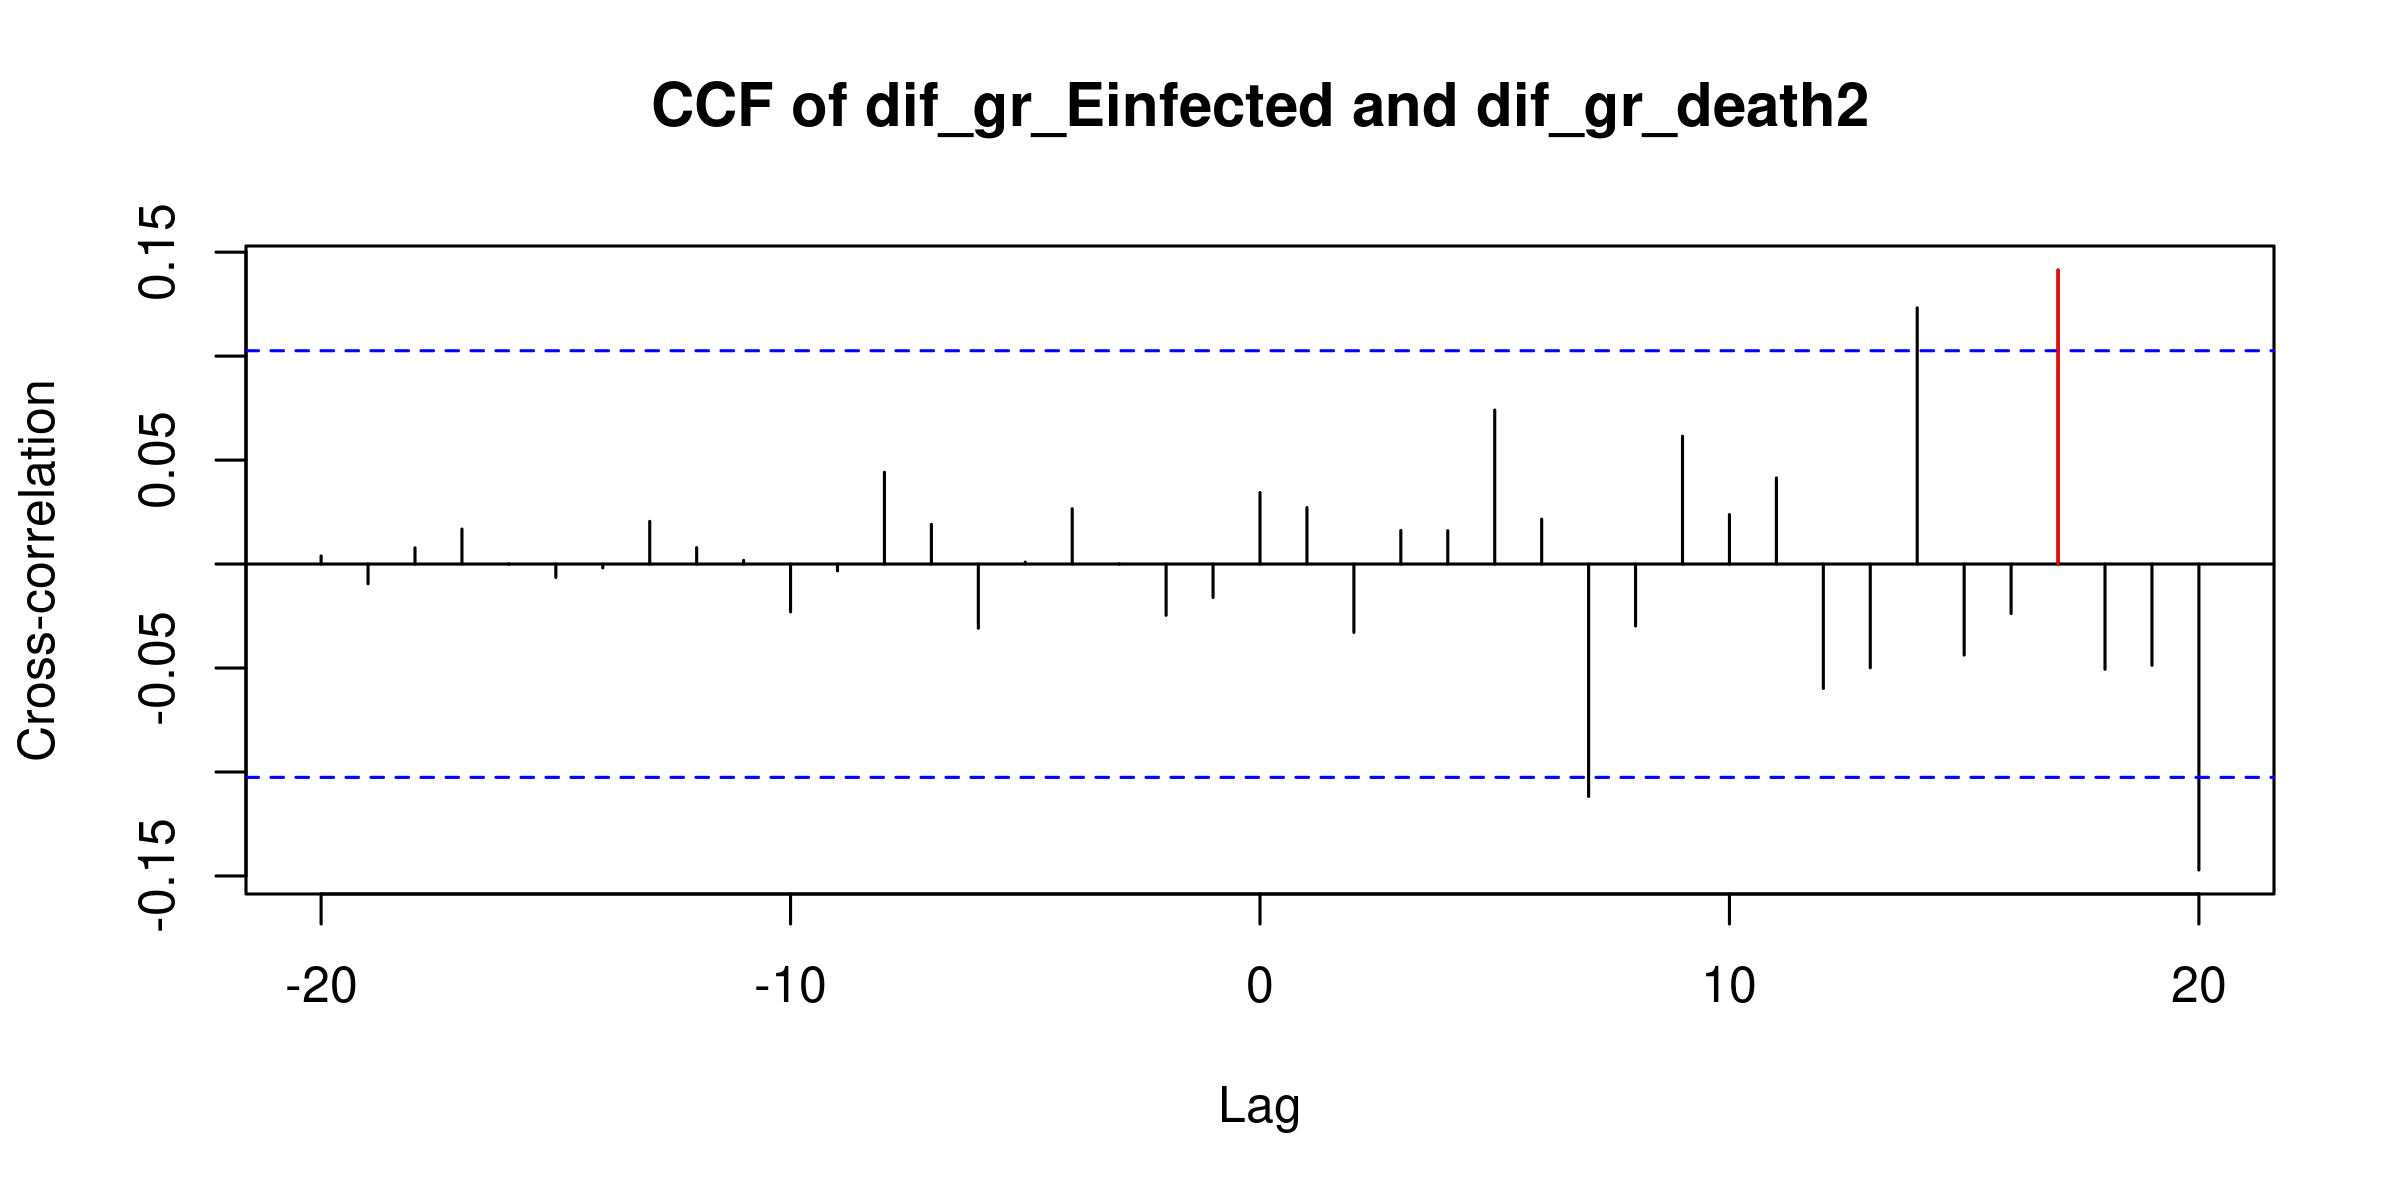 CCF of dif_gr_Einfected and dif_gr_death2
Cross-correlation
0.15
0.05
-0.05
-0.15
-20 -10 0 10 20
Lag